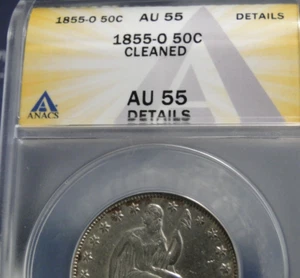 1855-O 50C AU 55 DETAILS
1855-O 50C
CLEANED
AU 55
DETAILS
ANACS